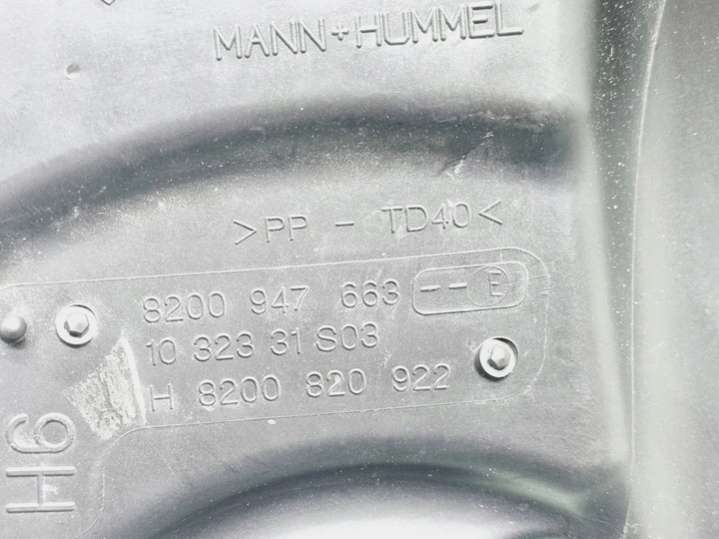 MANN+HUMMEL
>PP - TD40<
8200 947 663 -- E
10 323 31 S03
H 8200 820 922
H6